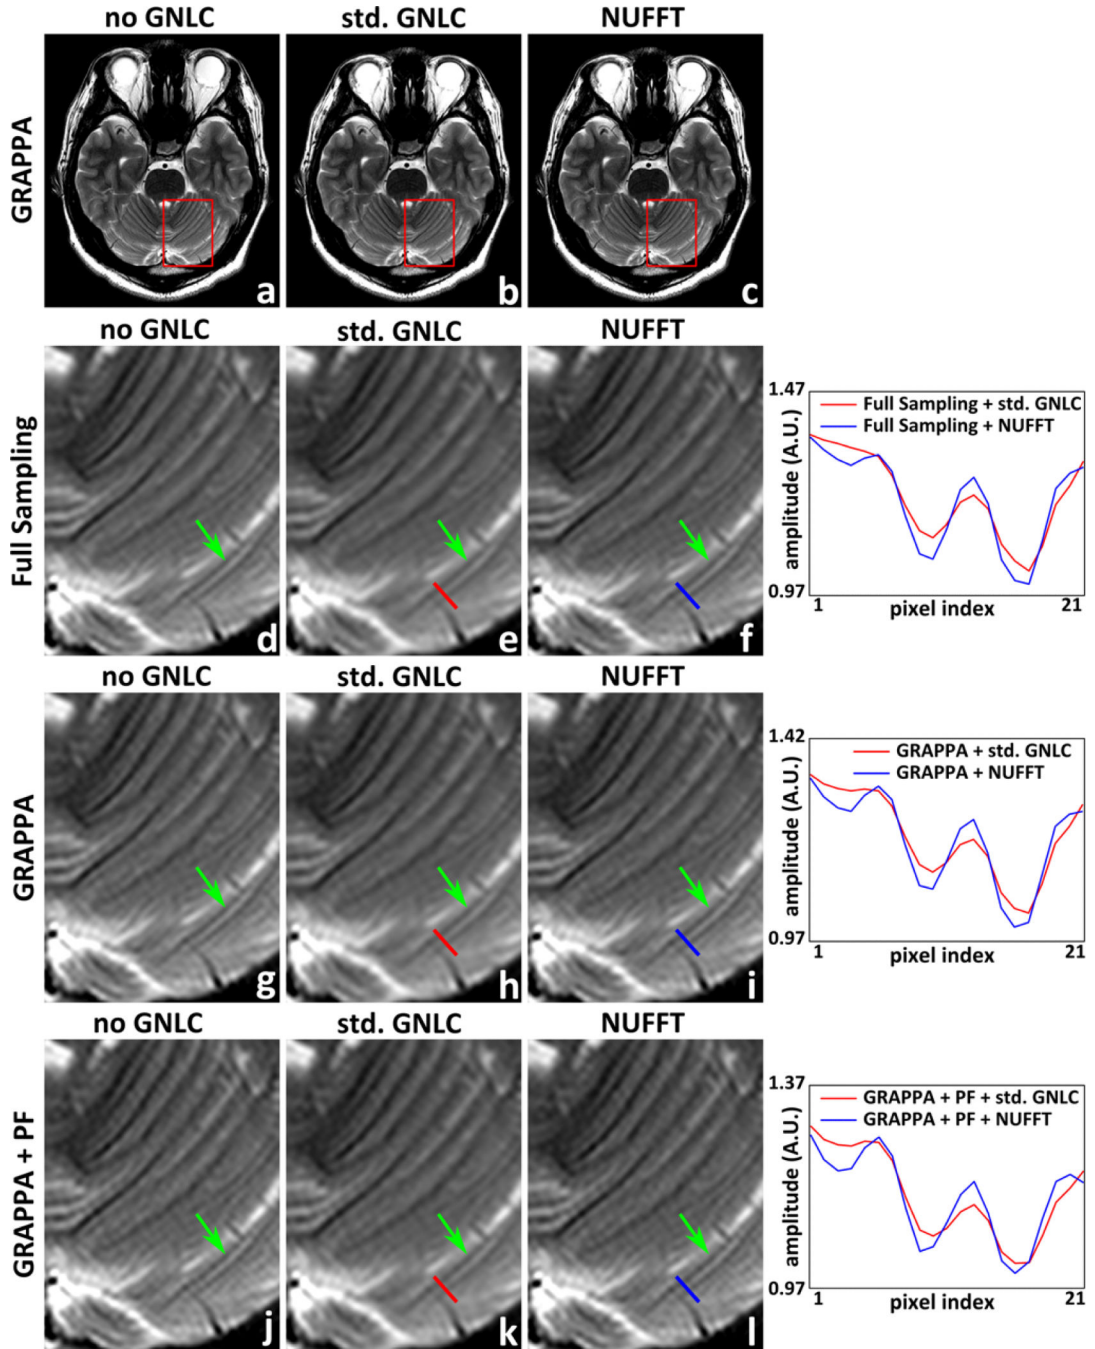 no GNLC std. GNLC NUFFT
GRAPPA
a b c
no GNLC std. GNLC NUFFT
Full Sampling
d e f
1.47
Full Sampling + std. GNLC
Full Sampling + NUFFT
amplitude (A.U.)
0.97
1 21
pixel index
no GNLC std. GNLC NUFFT
GRAPPA
g h i
1.42
GRAPPA + std. GNLC
GRAPPA + NUFFT
amplitude (A.U.)
0.97
1 21
pixel index
no GNLC std. GNLC NUFFT
GRAPPA + PF
j k l
1.37
GRAPPA + PF + std. GNLC
GRAPPA + PF + NUFFT
amplitude (A.U.)
0.97
1 21
pixel index